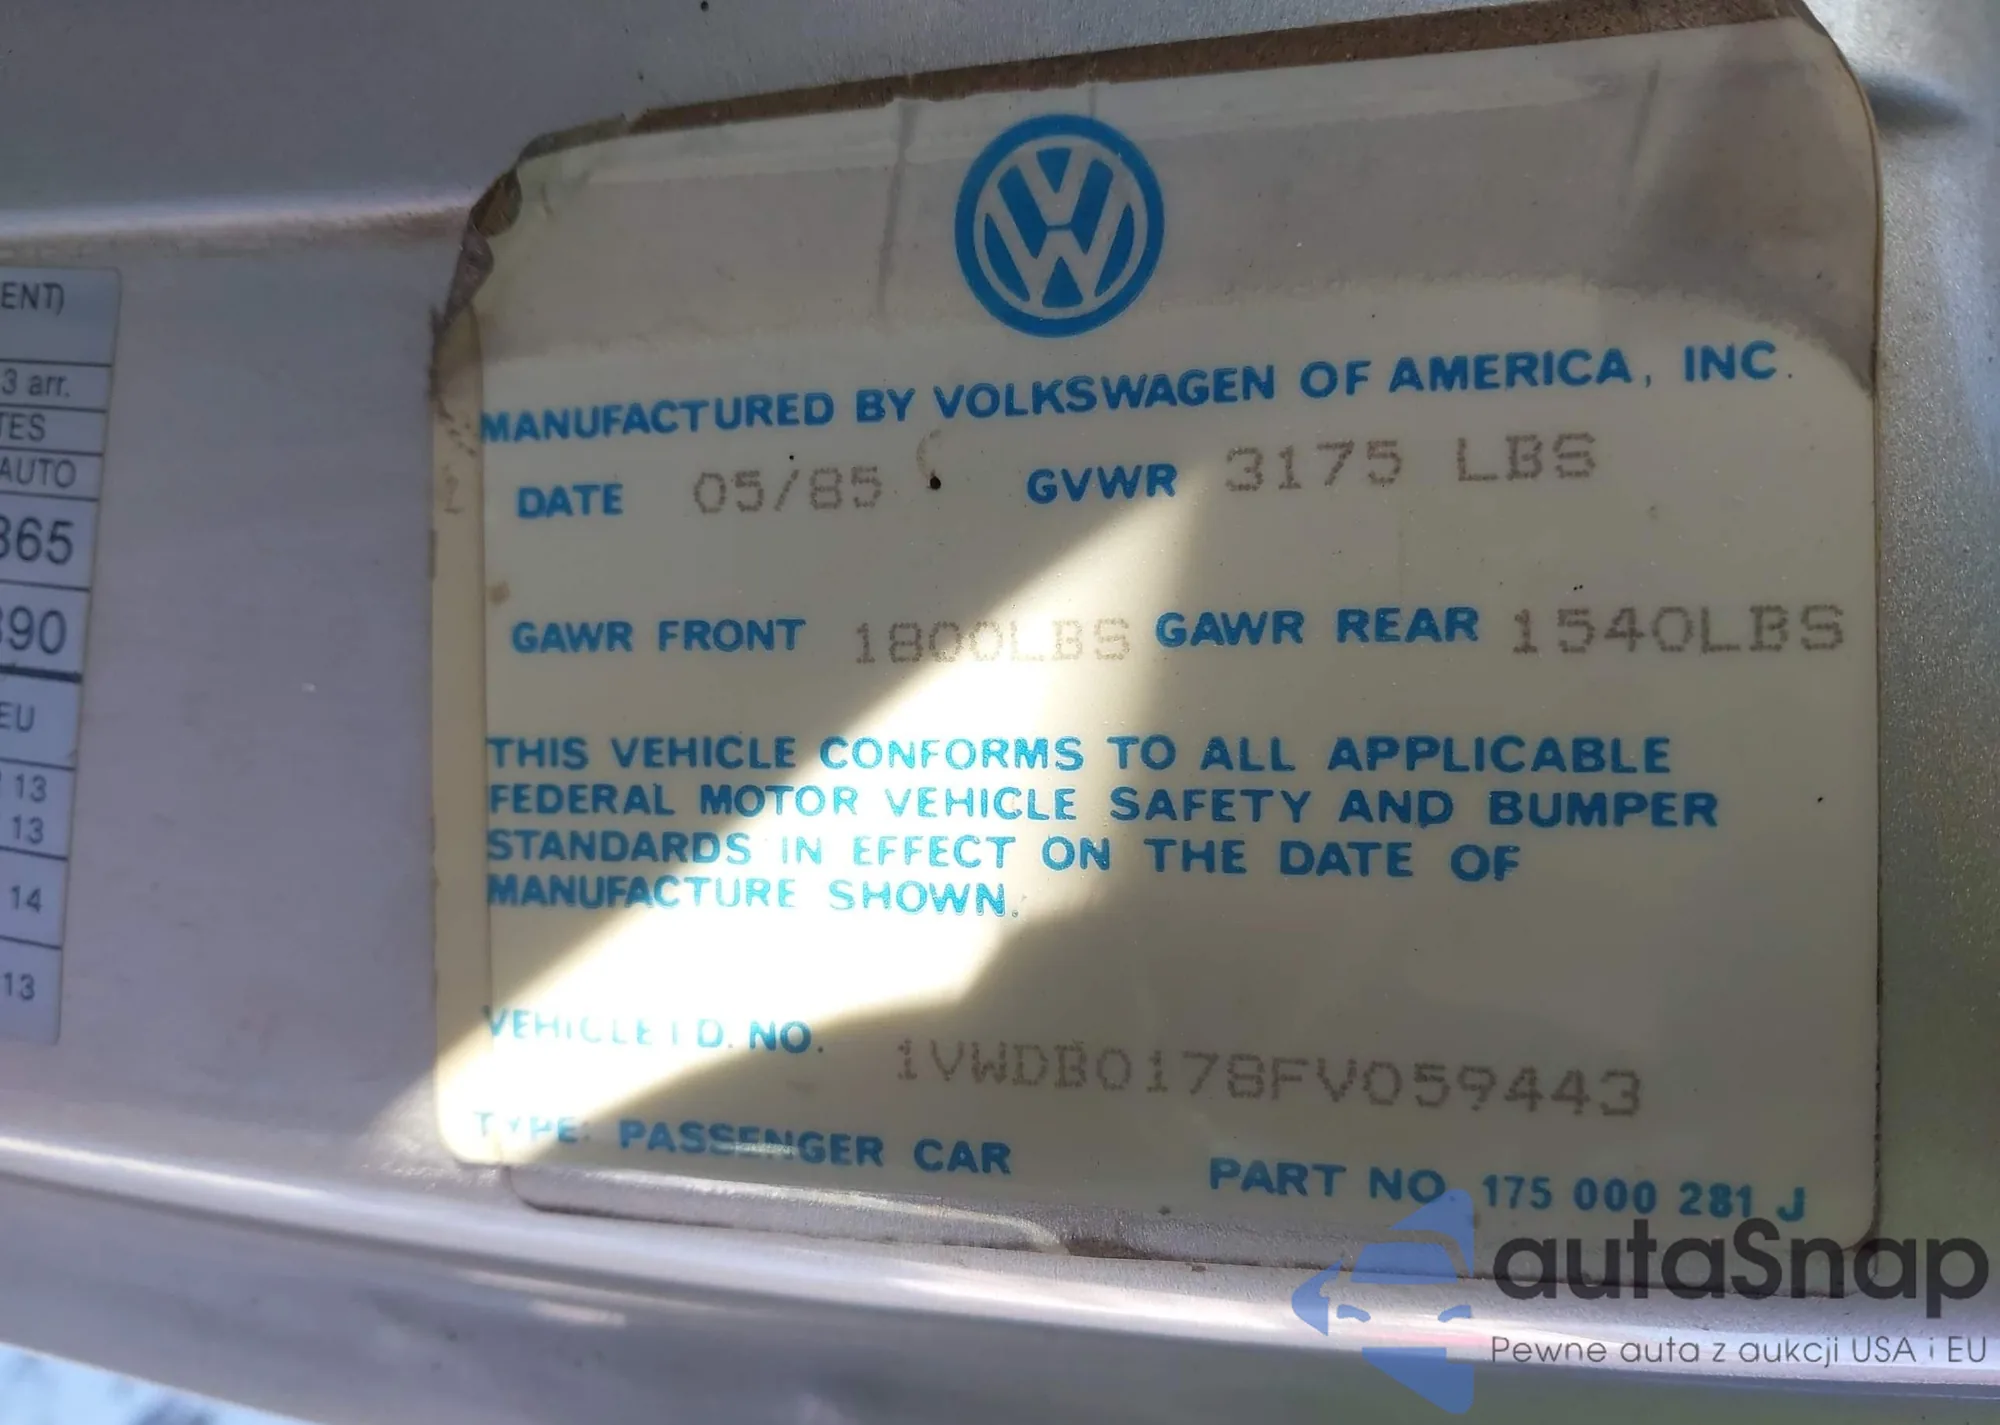 ENT)
3 arr.
TES
AUTO
365
390
EU
13
13
14
13
MANUFACTURED BY VOLKSWAGEN OF AMERICA, INC.
DATE 05/85 GVWR 3175 LBS
GAWR FRONT 1800LBS GAWR REAR 1540LBS
THIS VEHICLE CONFORMS TO ALL APPLICABLE
FEDERAL MOTOR VEHICLE SAFETY AND BUMPER
STANDARDS IN EFFECT ON THE DATE OF
MANUFACTURE SHOWN.
VEHICLE I.D. NO. 1VWDB0178FV059443
TYPE: PASSENGER CAR PART NO. 175 000 281 J
autaSnap
Pewne auta z aukcji USA i EU